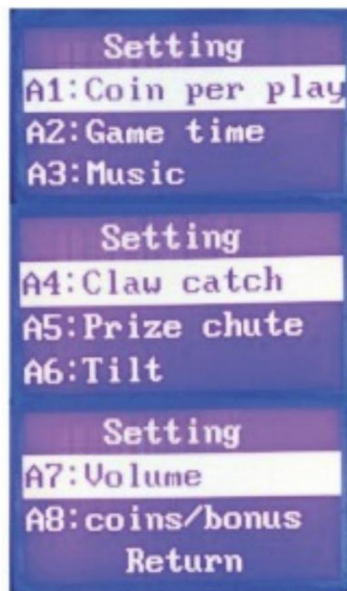 Setting
A1:Coin per play
A2:Game time
A3:Music
Setting
A4:Claw catch
A5:Prize chute
A6:Tilt
Setting
A7:Volume
A8:coins/bonus
Return